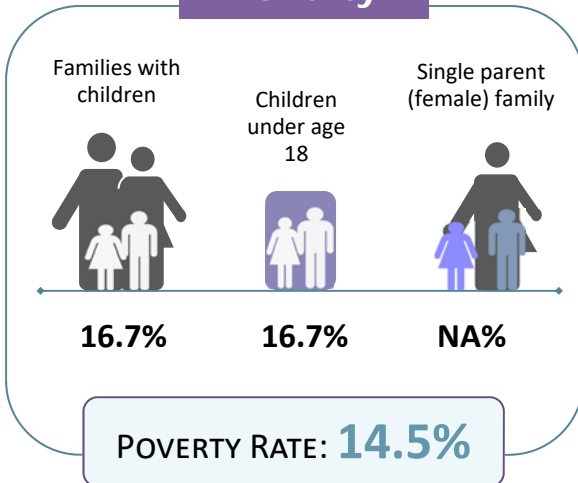 Families with
children
Children
under age
18
Single parent
(female) family
16.7%
16.7%
NA%
POVERTY RATE: 14.5%